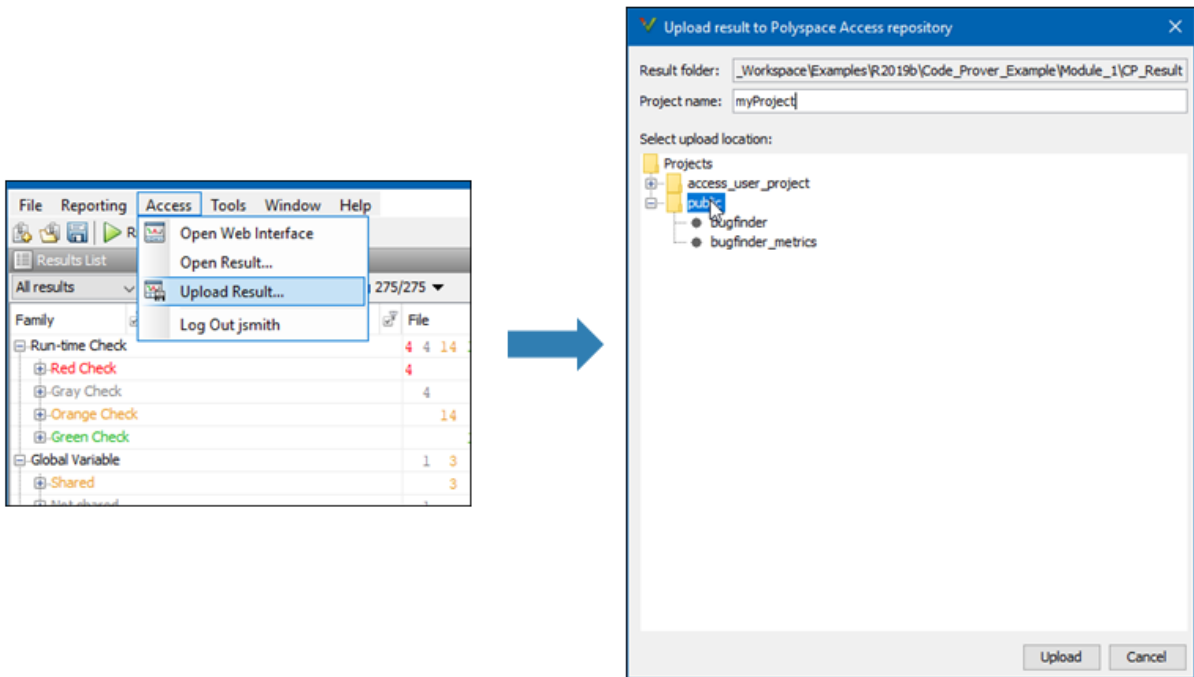 File Reporting Access Tools Window Help
R
Open Web Interface
Results List
Open Result...
All results
Upload Result...
275/275
Log Out jsmith
Family
File
Run-time Check
4 4 14
Red Check
4
Gray Check
4
Orange Check
14
Green Check
Global Variable
1 3
Shared
3
Not shared
Upload result to Polyspace Access repository
Result folder: _Workspace\Examples\R2019b\Code_Prover_Example\Module_1\CP_Result
Project name: myProject
Select upload location:
Projects
access_user_project
public
bugfinder
bugfinder_metrics
Upload Cancel